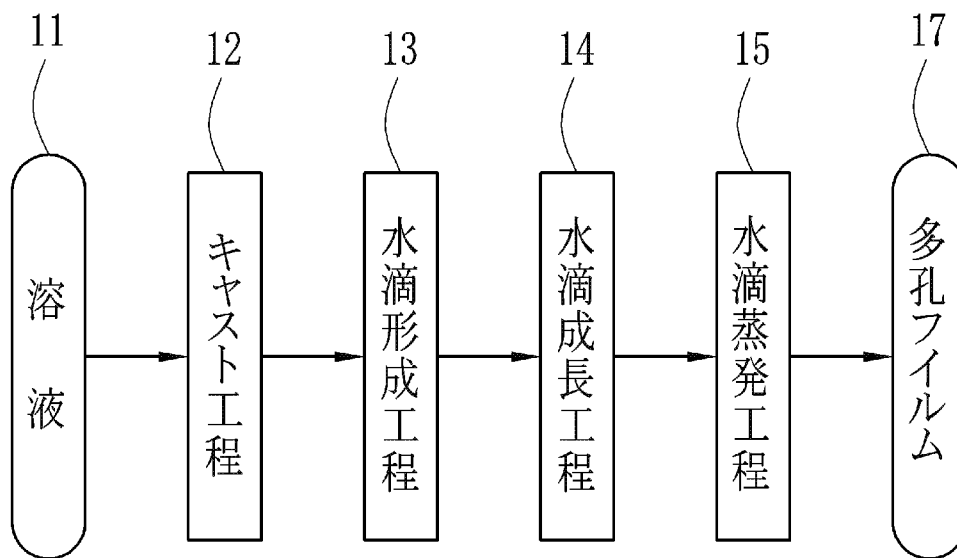 11
12
13
14
15
17
溶液
キャスト工程
水滴形成工程
水滴成長工程
水滴蒸発工程
多孔フイルム